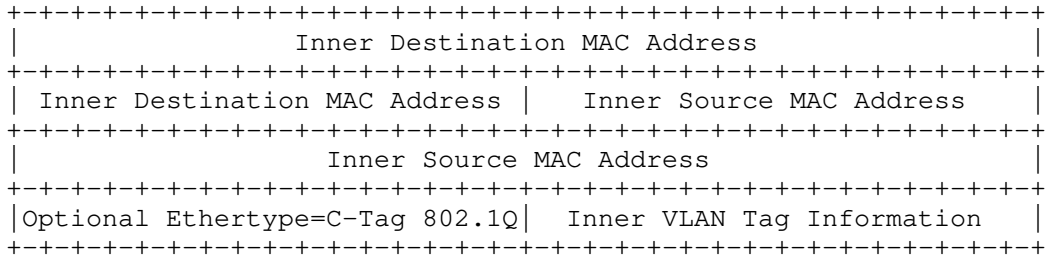 +-+-+-+-+-+-+-+-+-+-+-+-+-+-+-+-+-+-+-+-+-+-+-+-+-+-+-+-+-+-+-+-+
|                 Inner Destination MAC Address                 |
+-+-+-+-+-+-+-+-+-+-+-+-+-+-+-+-+-+-+-+-+-+-+-+-+-+-+-+-+-+-+-+-+
| Inner Destination MAC Address |   Inner Source MAC Address    |
+-+-+-+-+-+-+-+-+-+-+-+-+-+-+-+-+-+-+-+-+-+-+-+-+-+-+-+-+-+-+-+-+
|                   Inner Source MAC Address                    |
+-+-+-+-+-+-+-+-+-+-+-+-+-+-+-+-+-+-+-+-+-+-+-+-+-+-+-+-+-+-+-+-+
|Optional Ethertype=C-Tag 802.1Q|  Inner VLAN Tag Information   |
+-+-+-+-+-+-+-+-+-+-+-+-+-+-+-+-+-+-+-+-+-+-+-+-+-+-+-+-+-+-+-+-+